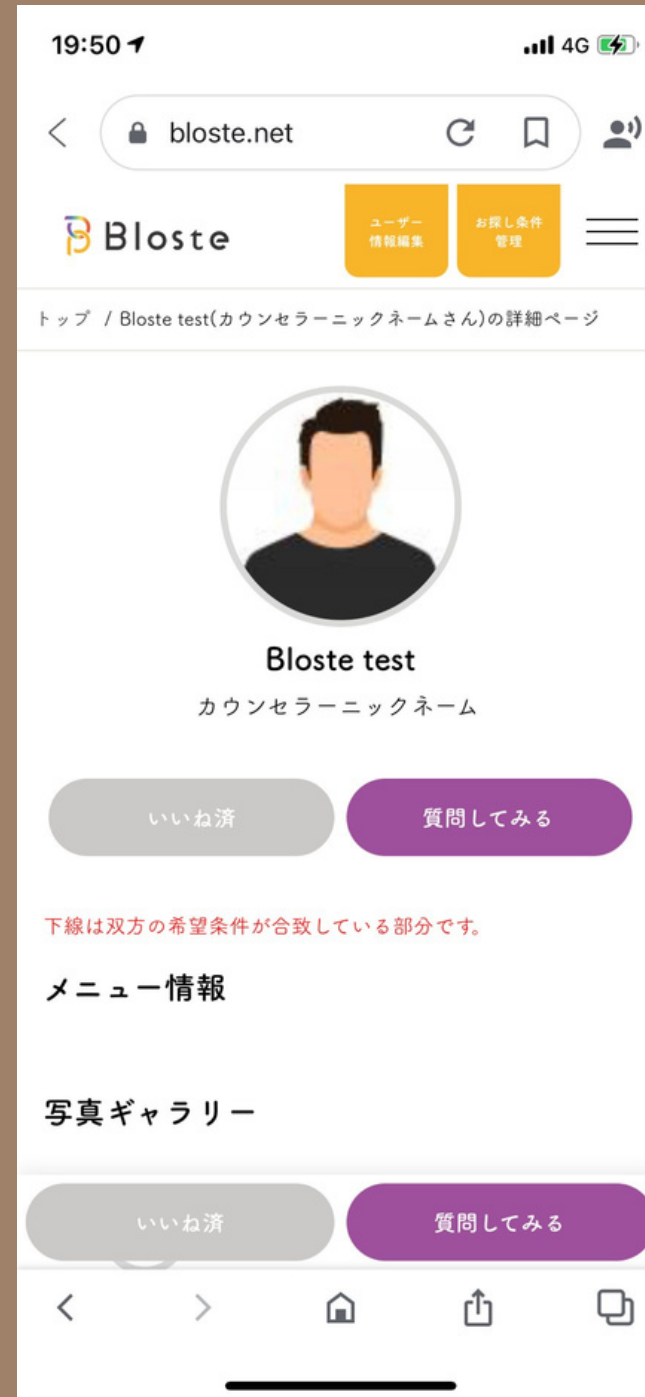 19:50
4G
bloste.net
Bloste
ユーザー
情報編集
お探し条件
管理
トップ / Bloste test(カウンセラーニックネームさん)の詳細ページ
Bloste test
カウンセラーニックネーム
いいね済
質問してみる
下線は双方の希望条件が合致している部分です。
メニュー情報
写真ギャラリー
いいね済
質問してみる